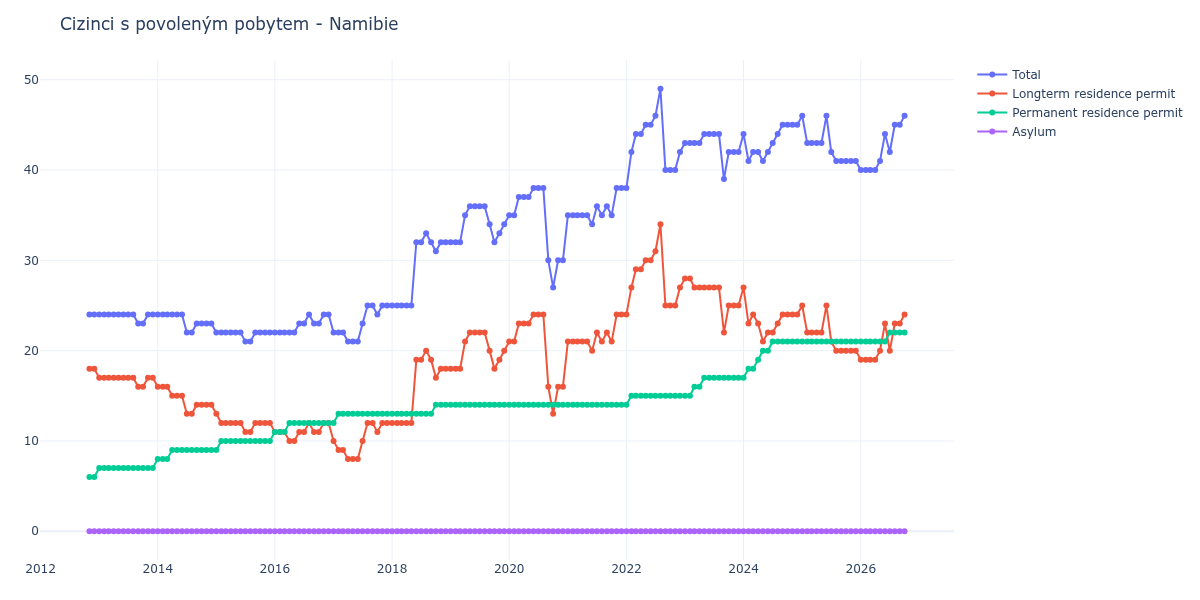 Cizinci s povoleným pobytem - Namibie
Total
Longterm residence permit
Permanent residence permit
Asylum
50
40
30
20
10
0
2012
2014
2016
2018
2020
2022
2024
2026